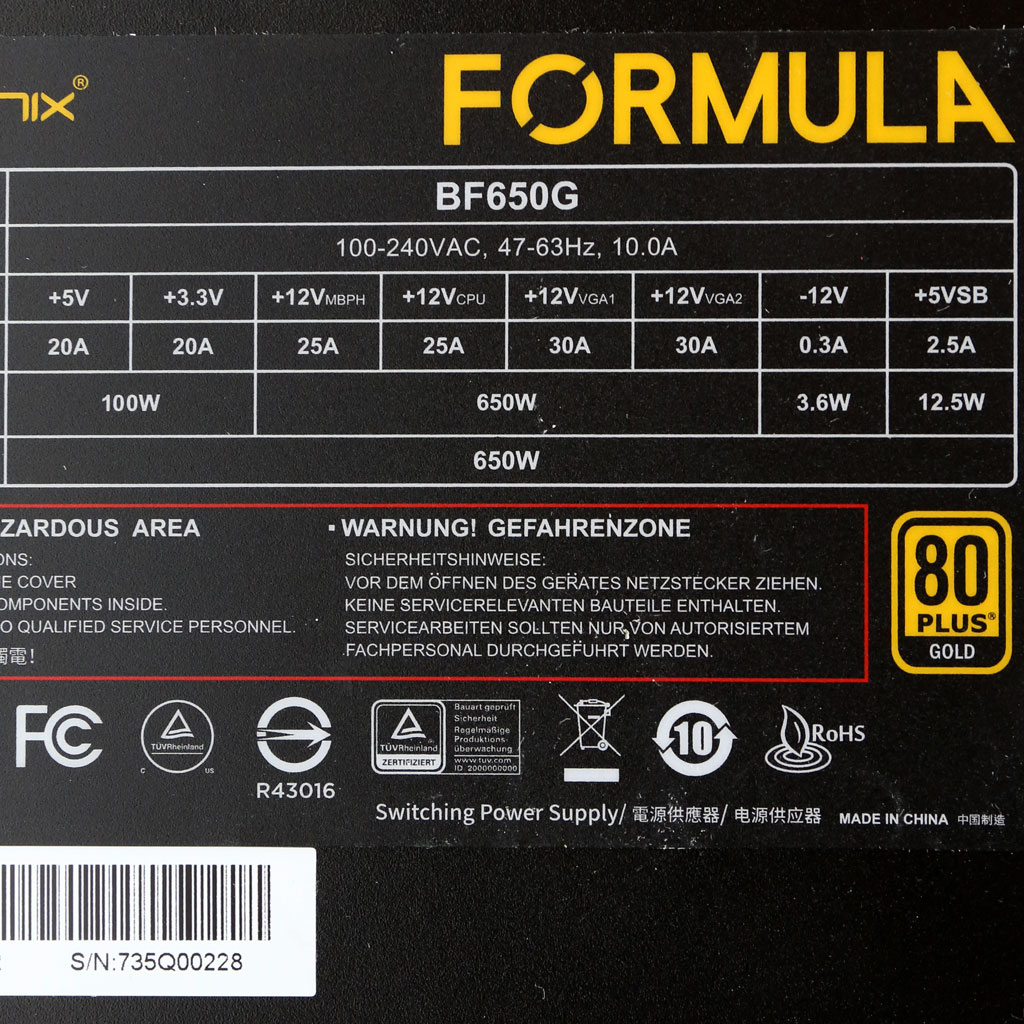 NIX®
FORMULA
BF650G
100-240VAC, 47-63Hz, 10.0A
+5V +3.3V +12VMBPH +12VCPU +12VVGA1 +12VVGA2 -12V +5VSB
20A 20A 25A 25A 30A 30A 0.3A 2.5A
100W 650W 3.6W 12.5W
650W
ZARDOUS AREA
ONS:
E COVER
OMPONENTS INSIDE.
O QUALIFIED SERVICE PERSONNEL.
觸電!
▪ WARNUNG! GEFAHRENZONE
SICHERHEITSHINWEISE:
VOR DEM ÖFFNEN DES GERÄTES NETZSTECKER ZIEHEN.
KEINE SERVICERELEVANTEN BAUTEILE ENTHALTEN.
SERVICEARBEITEN SOLLTEN NUR VON AUTORISIERTEM
FACHPERSONAL DURCHGEFÜHRT WERDEN.
80
PLUS®
GOLD
FC
TÜVRheinland
C US
R43016
TÜVRheinland
ZERTIFIZIERT
Bauart geprüft
Sicherheit
Regelmäßige
Produktions-
überwachung
www.tuv.com
ID 2000000000
10
RoHS
Switching Power Supply/ 電源供應器/ 电源供应器 MADE IN CHINA 中国制造
S/N:735Q00228